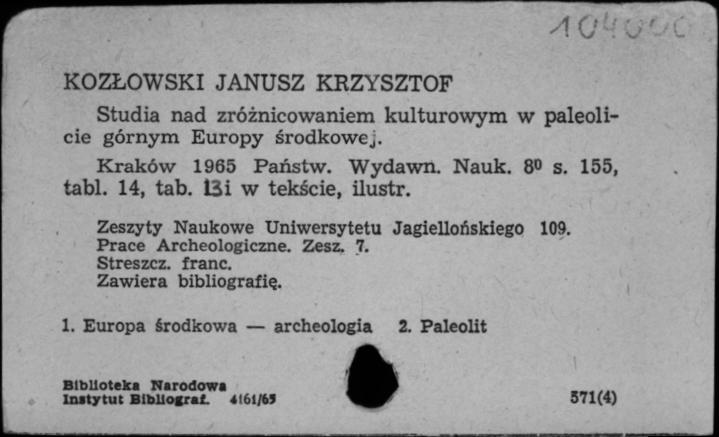 104000
KOZŁOWSKI JANUSZ KRZYSZTOF
Studia nad zróżnicowaniem kulturowym w paleoli-
cie górnym Europy środkowej.
Kraków 1965 Państw. Wydawn. Nauk. 8⁰ s. 155,
tabl. 14, tab. 13 i w tekście, ilustr.
Zeszyty Naukowe Uniwersytetu Jagiellońskiego 109.
Prace Archeologiczne. Zesz. 7.
Streszcz. franc.
Zawiera bibliografię.
1. Europa środkowa — archeologia 2. Paleolit
Biblioteka Narodowa
Instytut Bibliograf. 4161/65 571(4)